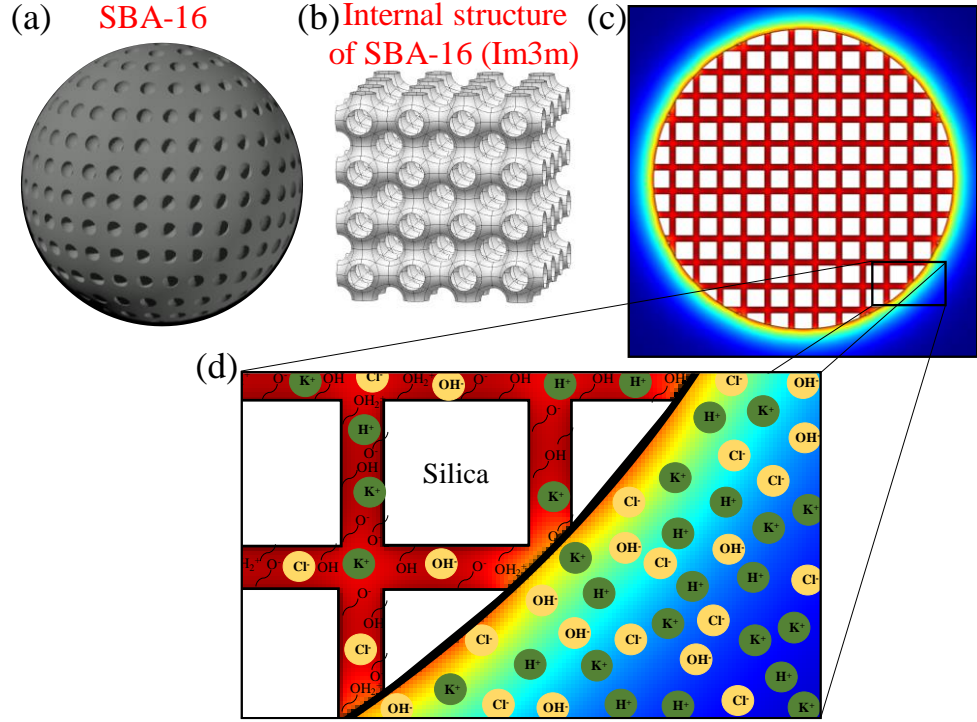 (a)
SBA-16
(b)
Internal structure
of SBA-16 (Im3m)
(c)
(d)
O⁻ K⁺ OH Cl⁻ OH₂⁺ OH⁻ O⁻ H⁺ OH H⁺ OH Cl⁻ OH⁻
OH₂⁺ O⁻ H⁺ K⁺
H⁺ OH⁻
O⁻
OH Silica Cl⁻ Cl⁻
K⁺ K⁺ K⁺
Cl⁻ H⁺ K⁺ K⁺
O⁻ O⁻ H⁺
OH⁻ OH⁻
Cl⁻ OH K⁺ O⁻ OH⁻ O⁻ OH₂⁺ K⁺ Cl⁻
H⁺ H⁺ H⁺ Cl⁻
O⁻ OH⁻
OH Cl⁻ OH⁻ Cl⁻ K⁺ Cl⁻ K⁺ K⁺
Cl⁻ OH⁻
H⁺ K⁺ H⁺
OH₂⁺ K⁺
OH⁻ Cl⁻ OH⁻ H⁺ H⁺ Cl⁻ K⁺